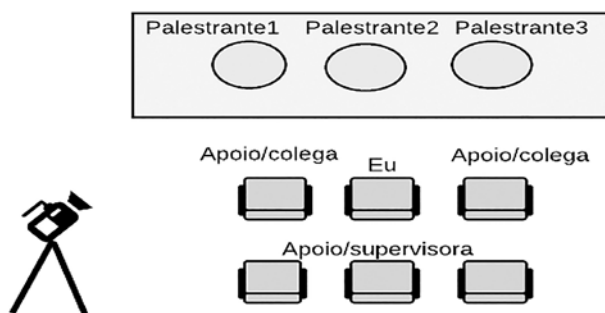 Palestrante1 Palestrante2 Palestrante3
Apoio/colega Eu Apoio/colega
Apoio/supervisora